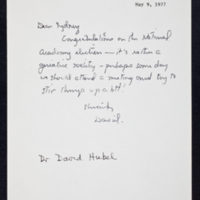 May 9, 1977
Dear Sydney
Congratulations on the National
Academy election — it's rather a
geriatric society — perhaps some day
we should attend a meeting and try to
stir things up a bit!
Sincerely
David.
Dr David Hubel